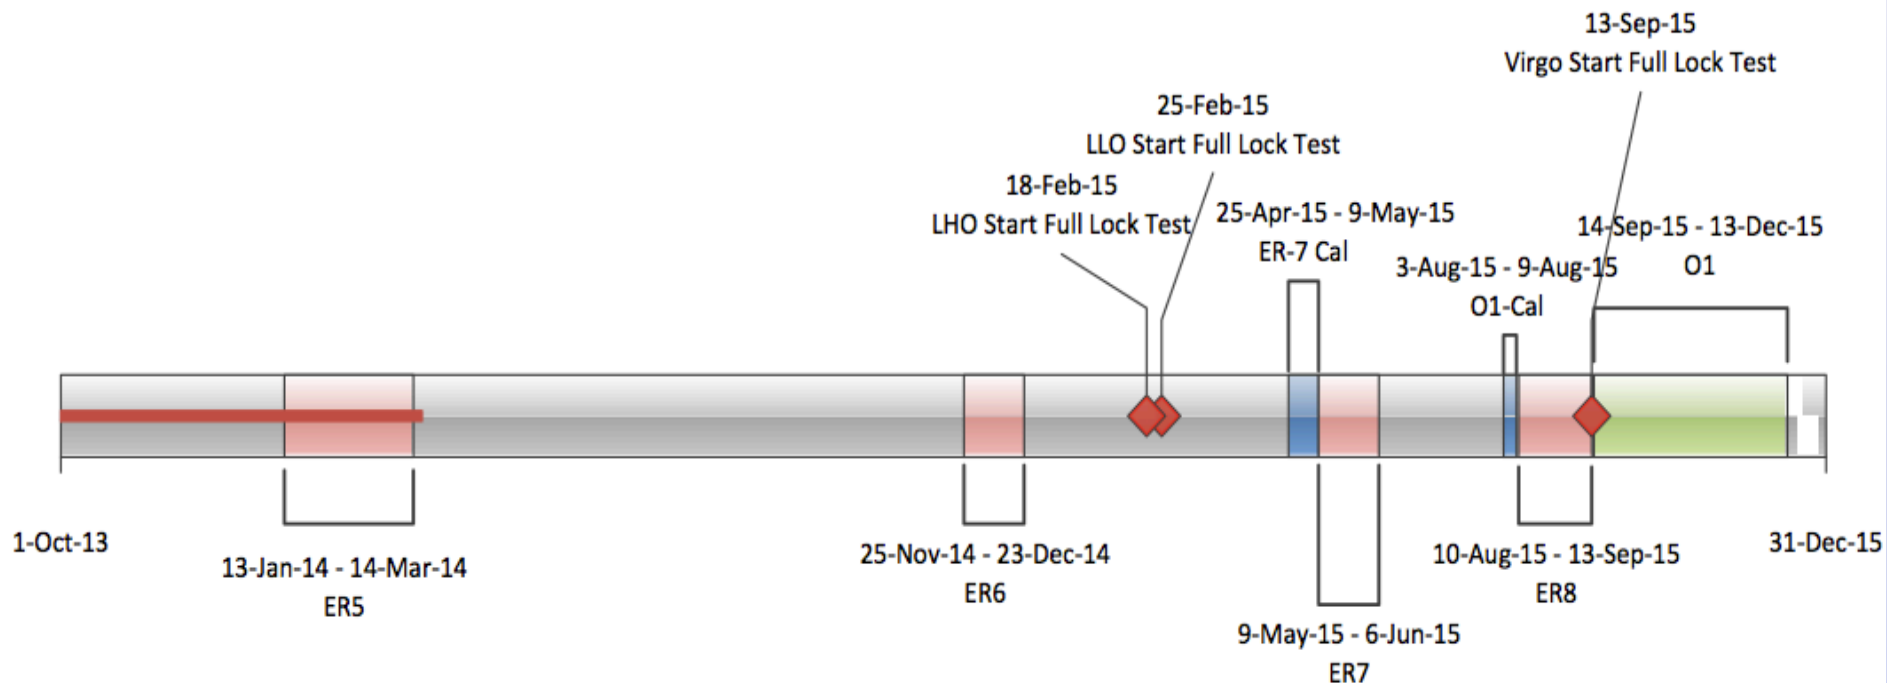 13-Sep-15
Virgo Start Full Lock Test
25-Feb-15
LLO Start Full Lock Test
18-Feb-15
LHO Start Full Lock Test
25-Apr-15 - 9-May-15
ER-7 Cal
14-Sep-15 - 13-Dec-15
O1
3-Aug-15 - 9-Aug-15
O1-Cal
1-Oct-13
31-Dec-15
13-Jan-14 - 14-Mar-14
ER5
25-Nov-14 - 23-Dec-14
ER6
10-Aug-15 - 13-Sep-15
ER8
9-May-15 - 6-Jun-15
ER7